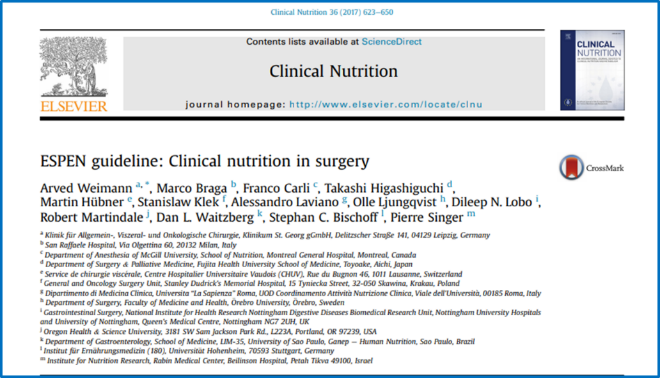 Clinical Nutrition 36 (2017) 623–650
Contents lists available at ScienceDirect
Clinical Nutrition
journal homepage: http://www.elsevier.com/locate/clnu
ELSEVIER
CLINICAL
NUTRITION
ESPEN guideline: Clinical nutrition in surgery
CrossMark
Arved Weimann a, *, Marco Braga b, Franco Carli c, Takashi Higashiguchi d,
Martin Hübner e, Stanislaw Klek f, Alessandro Laviano g, Olle Ljungqvist h, Dileep N. Lobo i,
Robert Martindale j, Dan L. Waitzberg k, Stephan C. Bischoff l, Pierre Singer m
a Klinik für Allgemein-, Viszeral- und Onkologische Chirurgie, Klinikum St. Georg gGmbH, Delitzscher Straße 141, 04129 Leipzig, Germany
b San Raffaele Hospital, Via Olgettina 60, 20132 Milan, Italy
c Department of Anesthesia of McGill University, School of Nutrition, Montreal General Hospital, Montreal, Canada
d Department of Surgery & Palliative Medicine, Fujita Health University School of Medicine, Toyoake, Aichi, Japan
e Service de chirurgie viscérale, Centre Hospitalier Universitaire Vaudois (CHUV), Rue du Bugnon 46, 1011 Lausanne, Switzerland
f General and Oncology Surgery Unit, Stanley Dudrick's Memorial Hospital, 15 Tyniecka Street, 32-050 Skawina, Krakau, Poland
g Dipartimento di Medicina Clinica, Universita "La Sapienza" Roma, UOD Coordinamento Attività Nutrizione Clinica, Viale dell'Università, 00185 Roma, Italy
h Department of Surgery, Faculty of Medicine and Health, Örebro University, Örebro, Sweden
i Gastrointestinal Surgery, National Institute for Health Research Nottingham Digestive Diseases Biomedical Research Unit, Nottingham University Hospitals
and University of Nottingham, Queen's Medical Centre, Nottingham NG7 2UH, UK
j Oregon Health & Science University, 3181 SW Sam Jackson Park Rd., L223A, Portland, OR 97239, USA
k Department of Gastroenterology, School of Medicine, LIM-35, University of Sao Paulo, Ganep – Human Nutrition, Sao Paulo, Brazil
l Institut für Ernährungsmedizin (180), Universität Hohenheim, 70593 Stuttgart, Germany
m Institute for Nutrition Research, Rabin Medical Center, Beilinson Hospital, Petah Tikva 49100, Israel